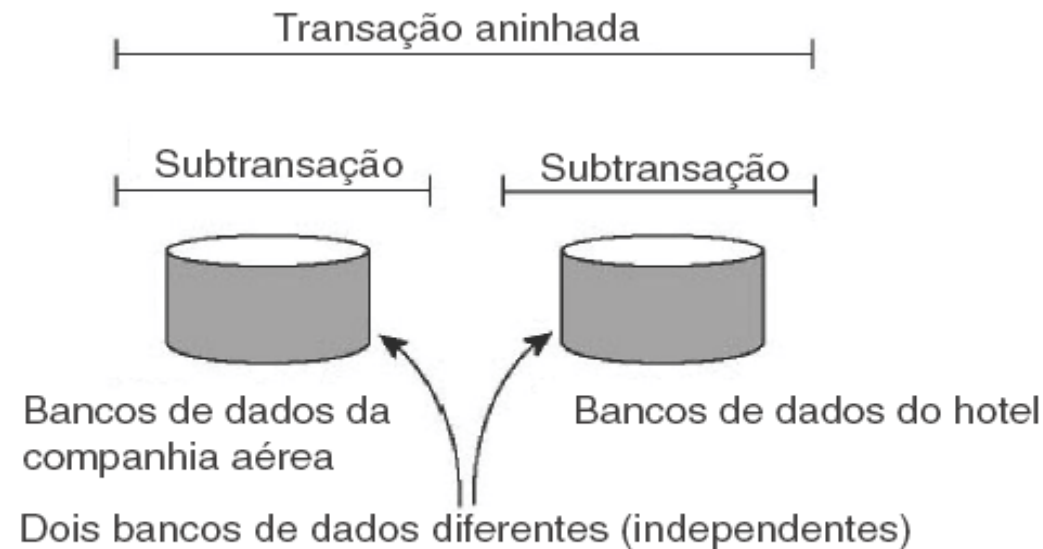 Transação aninhada
Subtransação
Subtransação
Bancos de dados da
companhia aérea
Bancos de dados do hotel
Dois bancos de dados diferentes (independentes)